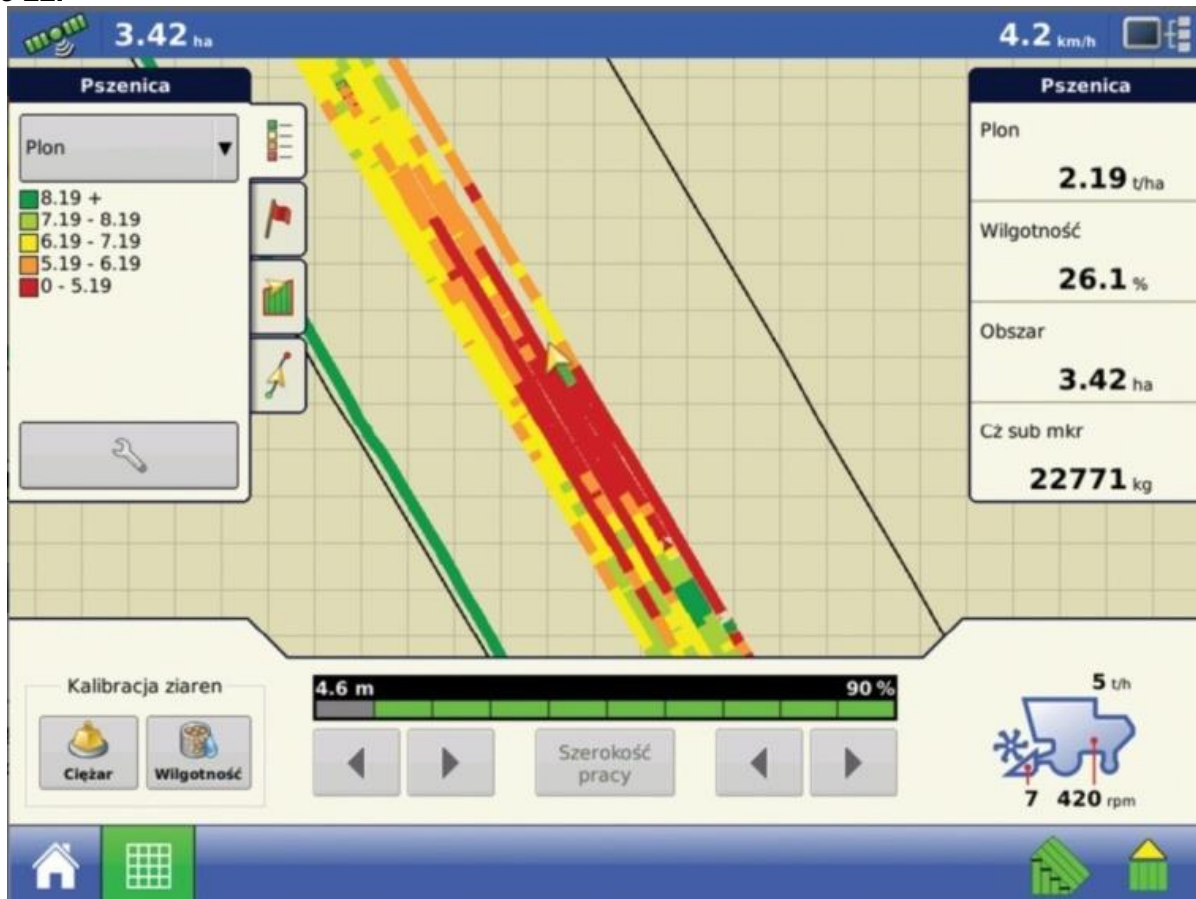 3.42 ha
4.2 km/h
Pszenica
Plon
8.19 +
7.19 - 8.19
6.19 - 7.19
5.19 - 6.19
0 - 5.19
Pszenica
Plon
2.19 t/ha
Wilgotność
26.1 %
Obszar
3.42 ha
Cż sub mkr
22771 kg
Kalibracja ziaren
Ciężar
Wilgotność
4.6 m
90 %
Szerokość
pracy
5 t/h
7
420 rpm